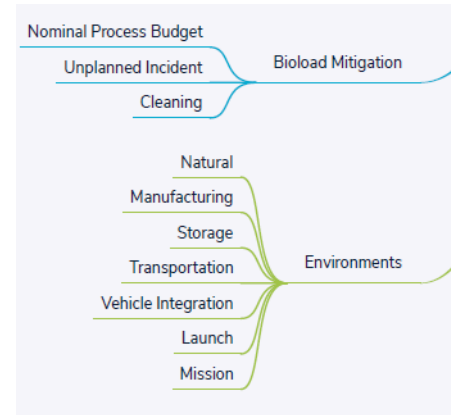 Nominal Process Budget
Unplanned Incident
Cleaning
Bioload Mitigation
Natural
Manufacturing
Storage
Transportation
Vehicle Integration
Launch
Mission
Environments